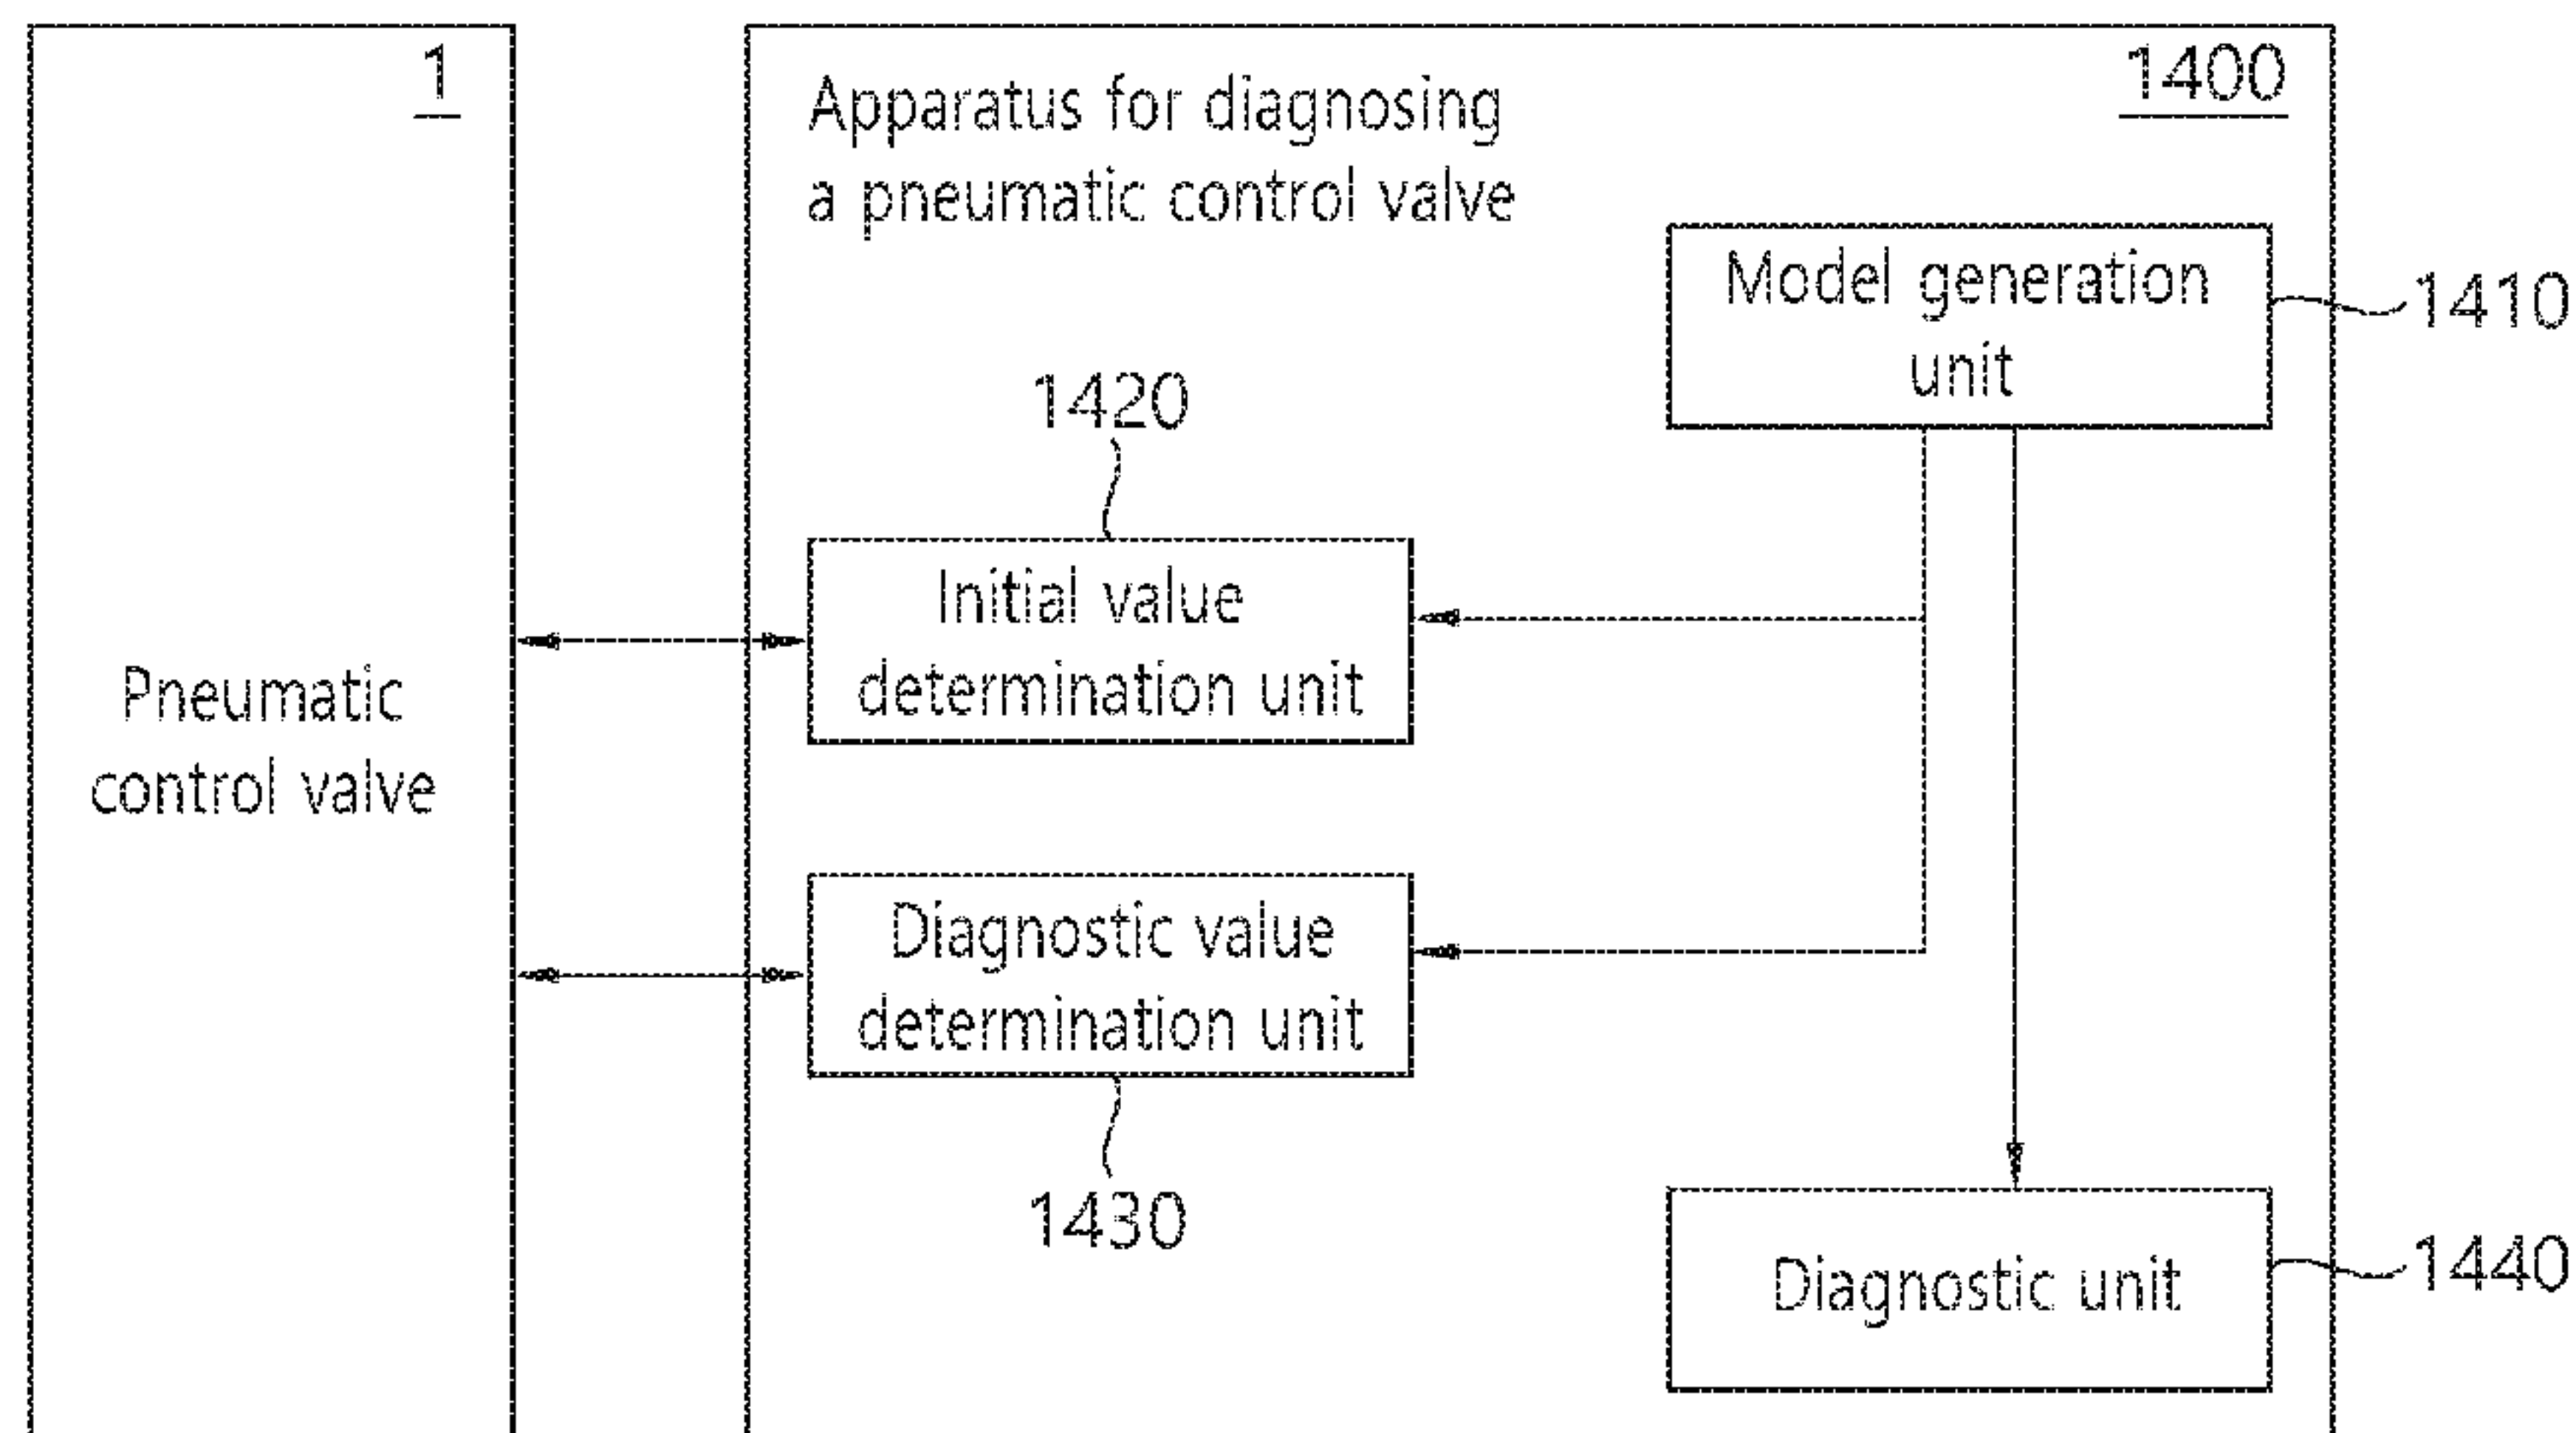 1
1400
Apparatus for diagnosing
a pneumatic control valve
Model generation
unit
1410
1420
Initial value
determination unit
Pneumatic
control valve
Diagnostic value
determination unit
1430
Diagnostic unit
1440